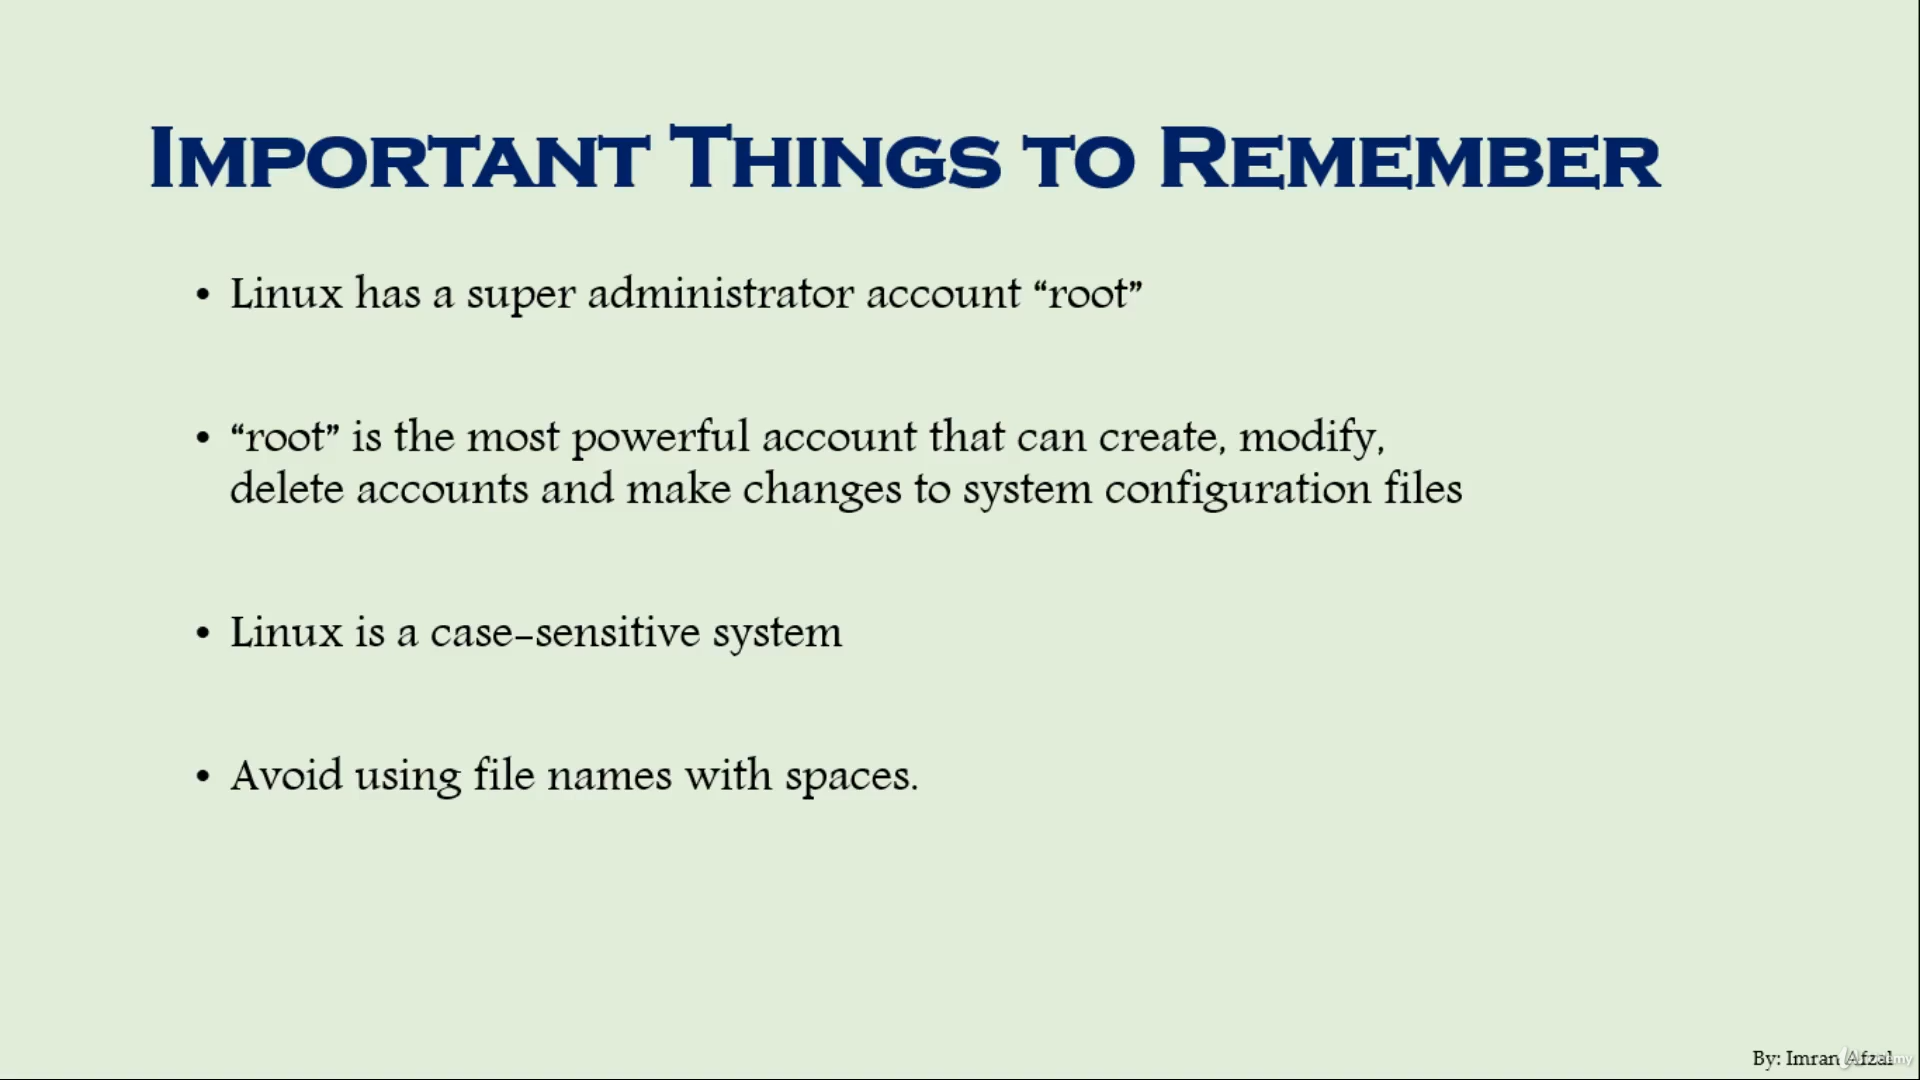 Important Things to Remember
• Linux has a super administrator account “root”
• “root” is the most powerful account that can create, modify,
delete accounts and make changes to system configuration files
• Linux is a case-sensitive system
• Avoid using file names with spaces.
By: Imran Afzal